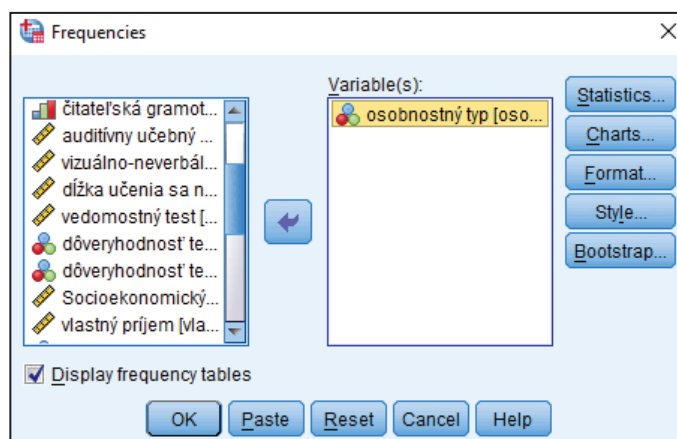 Frequencies
čitateľská gramot...
auditívny učebný ...
vizuálno-neverbál...
dĺžka učenia sa n...
vedomostný test [...
dôveryhodnosť te...
dôveryhodnosť te...
Socioekonomický...
vlastný príjem [vla...
Variable(s):
osobnostný typ [oso...
Statistics...
Charts...
Format...
Style...
Bootstrap...
Display frequency tables
OK
Paste
Reset
Cancel
Help